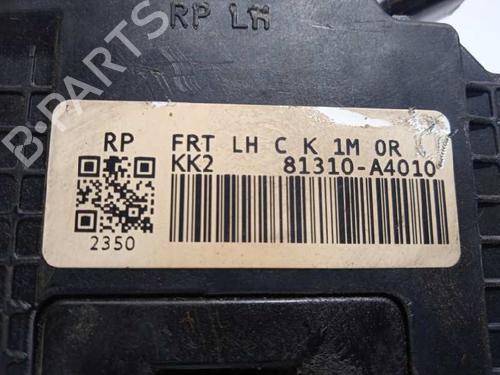 RP LH
RP FRT LH C K 1M 0R
KK2 81310-A4010
2350
B-PARTS